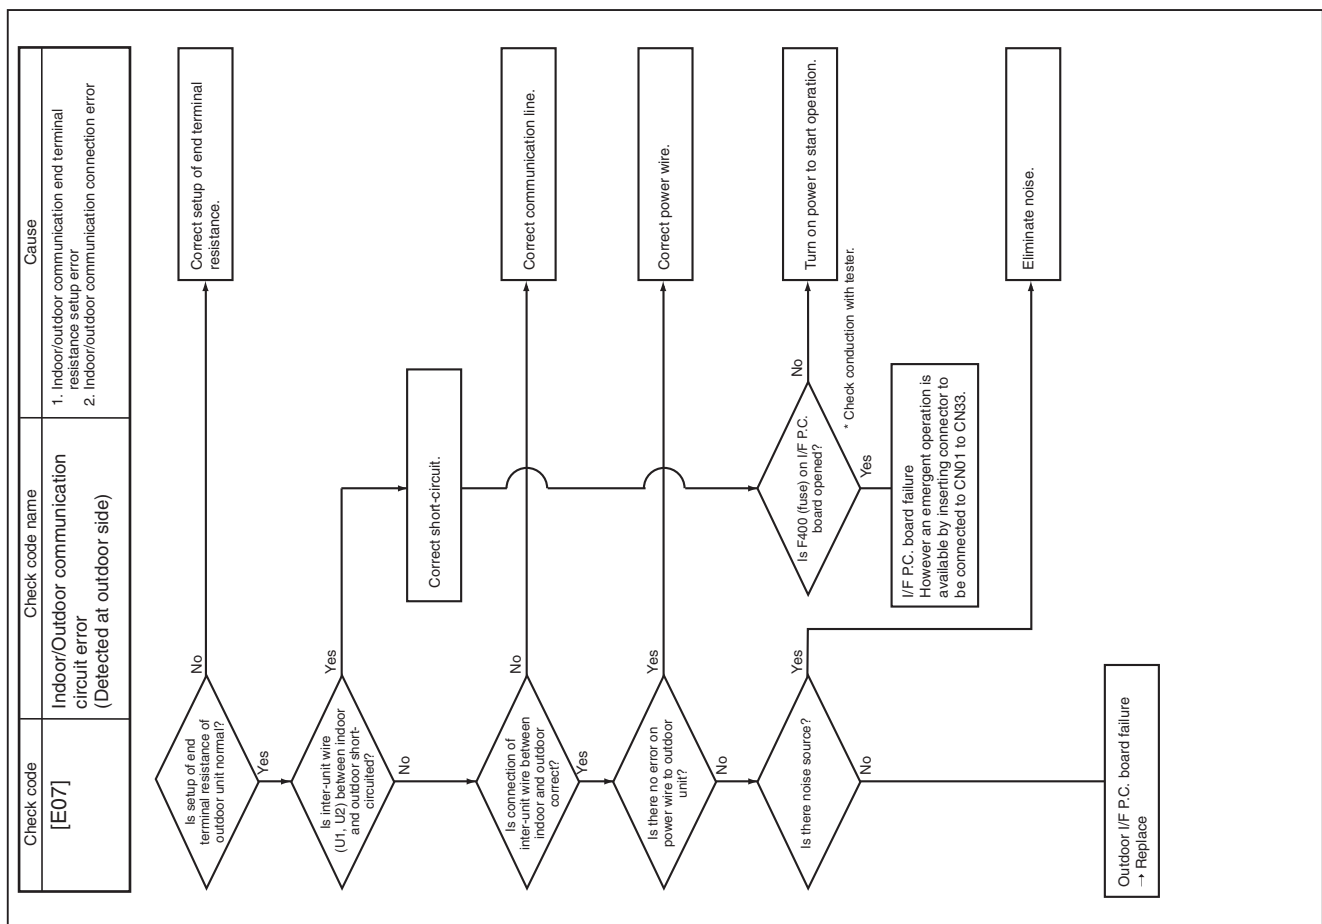 Check code
Check code name
Cause
[E07]
Indoor/Outdoor communication
circuit error
(Detected at outdoor side)
1. Indoor/outdoor communication end terminal
resistance setup error
2. Indoor/outdoor communication connection error
Is setup of end
terminal resistance of
outdoor unit normal?
No
Correct setup of end terminal
resistance.
Yes
Is inter-unit wire
(U1, U2) between indoor
and outdoor short-
circuited?
Yes
Correct short-circuit.
No
Is connection of
inter-unit wire between
indoor and outdoor
correct?
No
Correct communication line.
Yes
Is there no error on
power wire to outdoor
unit?
Yes
Correct power wire.
No
Is F400 (fuse) on I/F P.C.
board opened?
No
Turn on power to start operation.
* Check conduction with tester.
Yes
I/F P.C. board failure
However an emergent operation is
available by inserting connector to
be connected to CN01 to CN33.
Is there noise source?
Yes
Eliminate noise.
No
Outdoor I/F P.C. board failure
→ Replace